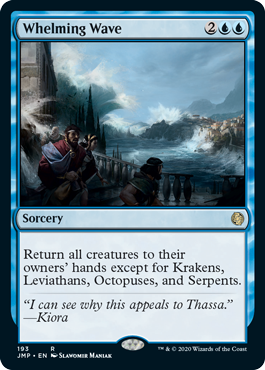 Whelming Wave 2
Sorcery
Return all creatures to their
owners' hands except for Krakens,
Leviathans, Octopuses, and Serpents.
“I can see why this appeals to Thassa.”
—Kiora
193 R
JMP • EN SLAWOMIR MANIAK
™ & © 2020 Wizards of the Coast